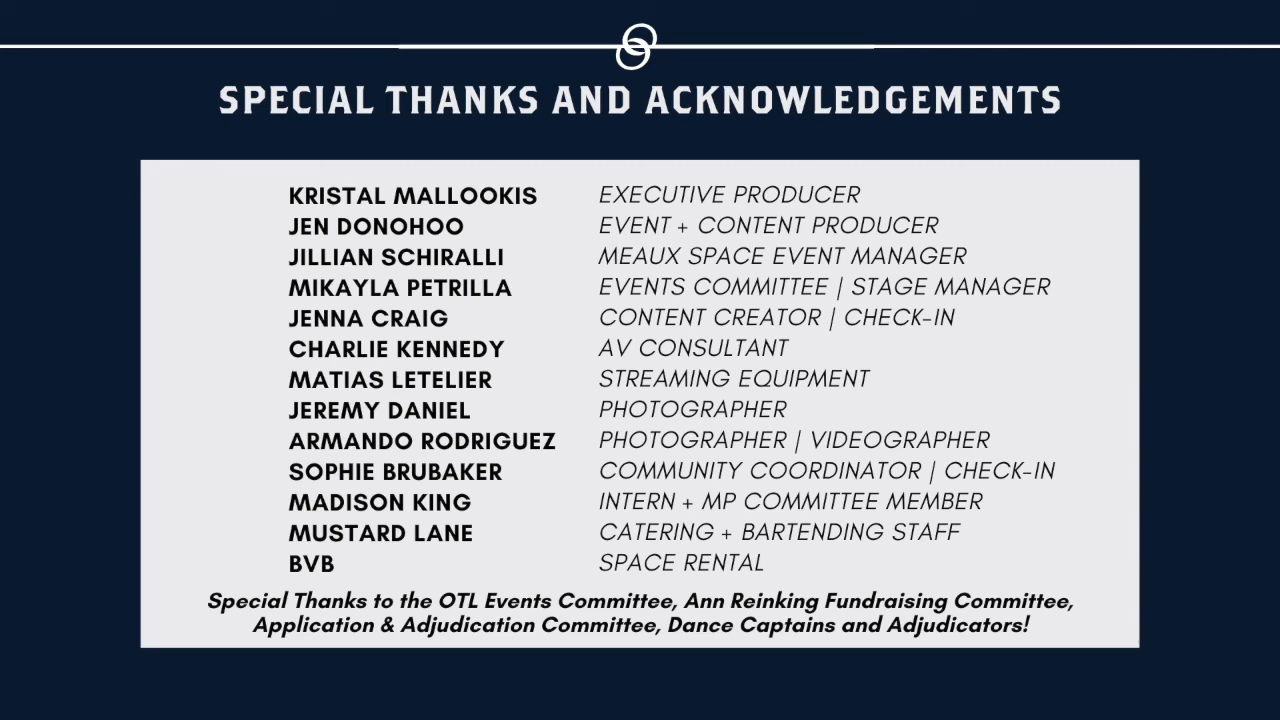 SPECIAL THANKS AND ACKNOWLEDGEMENTS
KRISTAL MALLOOKIS EXECUTIVE PRODUCER
JEN DONOHOO EVENT + CONTENT PRODUCER
JILLIAN SCHIRALLI MEAUX SPACE EVENT MANAGER
MIKAYLA PETRILLA EVENTS COMMITTEE | STAGE MANAGER
JENNA CRAIG CONTENT CREATOR | CHECK-IN
CHARLIE KENNEDY AV CONSULTANT
MATIAS LETELIER STREAMING EQUIPMENT
JEREMY DANIEL PHOTOGRAPHER
ARMANDO RODRIGUEZ PHOTOGRAPHER | VIDEOGRAPHER
SOPHIE BRUBAKER COMMUNITY COORDINATOR | CHECK-IN
MADISON KING INTERN + MP COMMITTEE MEMBER
MUSTARD LANE CATERING + BARTENDING STAFF
BVB SPACE RENTAL
Special Thanks to the OTL Events Committee, Ann Reinking Fundraising Committee,
Application & Adjudication Committee, Dance Captains and Adjudicators!